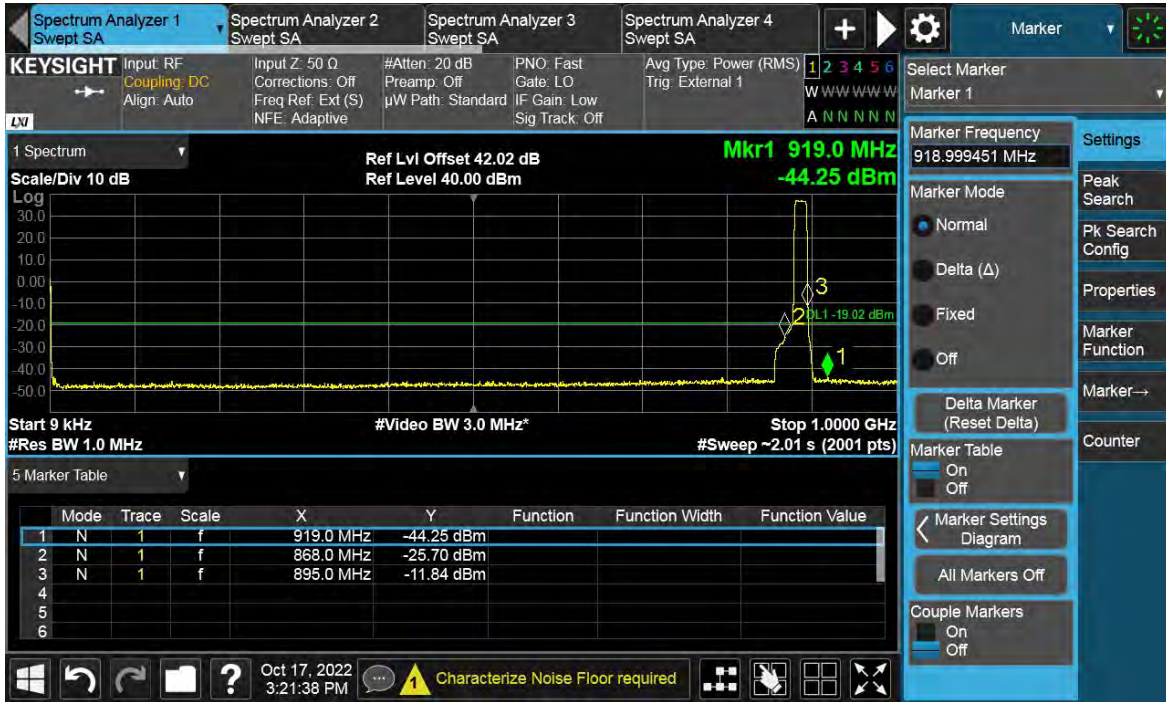 Spectrum Analyzer 1
Swept SA
Spectrum Analyzer 2
Swept SA
Spectrum Analyzer 3
Swept SA
Spectrum Analyzer 4
Swept SA
+
Marker
KEYSIGHT
LXI
Input: RF
Coupling: DC
Align: Auto
Input Z: 50 Ω
Corrections: Off
Freq Ref: Ext (S)
NFE: Adaptive
#Atten: 20 dB
Preamp: Off
µW Path: Standard
PNO: Fast
Gate: LO
IF Gain: Low
Sig Track: Off
Avg Type: Power (RMS)
Trig: External 1
1 2 3 4 5 6
W W W W W W
A N N N N N
Select Marker
Marker 1
1 Spectrum
Scale/Div 10 dB
Ref Lvl Offset 42.02 dB
Ref Level 40.00 dBm
Mkr1 919.0 MHz
-44.25 dBm
Log
30.0
20.0
10.0
0.00
-10.0
-20.0
-30.0
-40.0
-50.0
3
2
DL1 -19.02 dBm
1
Start 9 kHz
#Res BW 1.0 MHz
#Video BW 3.0 MHz*
Stop 1.0000 GHz
#Sweep ~2.01 s (2001 pts)
5 Marker Table
Mode Trace Scale X Y Function Function Width Function Value
1 N 1 f 919.0 MHz -44.25 dBm
2 N 1 f 868.0 MHz -25.70 dBm
3 N 1 f 895.0 MHz -11.84 dBm
4
5
6
Marker Frequency
918.999451 MHz
Marker Mode
Normal
Delta (Δ)
Fixed
Off
Delta Marker
(Reset Delta)
Marker Table
On
Off
Marker Settings
Diagram
All Markers Off
Couple Markers
On
Off
Settings
Peak
Search
Pk Search
Config
Properties
Marker
Function
Marker→
Counter
?
Oct 17, 2022
3:21:38 PM
1
Characterize Noise Floor required